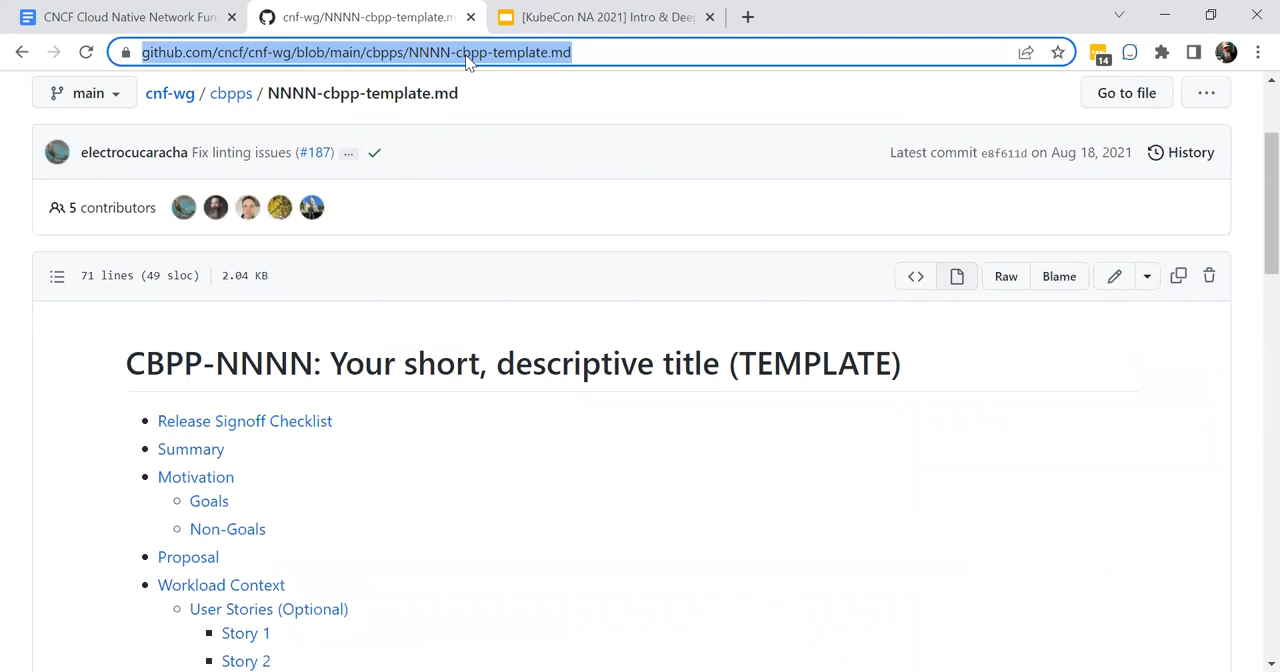 CNCF Cloud Native Network Fun
cnf-wg/NNNN-cbpp-template.m
[KubeCon NA 2021] Intro & Deep
github.com/cncf/cnf-wg/blob/main/cbpps/NNNN-cbpp-template.md
14
main
cnf-wg / cbpps / NNNN-cbpp-template.md
Go to file
...
electrocucaracha Fix linting issues (#187) ...
Latest commit e8f611d on Aug 18, 2021
History
5 contributors
71 lines (49 sloc)
2.04 KB
<>
Raw
Blame
CBPP-NNNN: Your short, descriptive title (TEMPLATE)
Release Signoff Checklist
Summary
Motivation
Goals
Non-Goals
Proposal
Workload Context
User Stories (Optional)
Story 1
Story 2